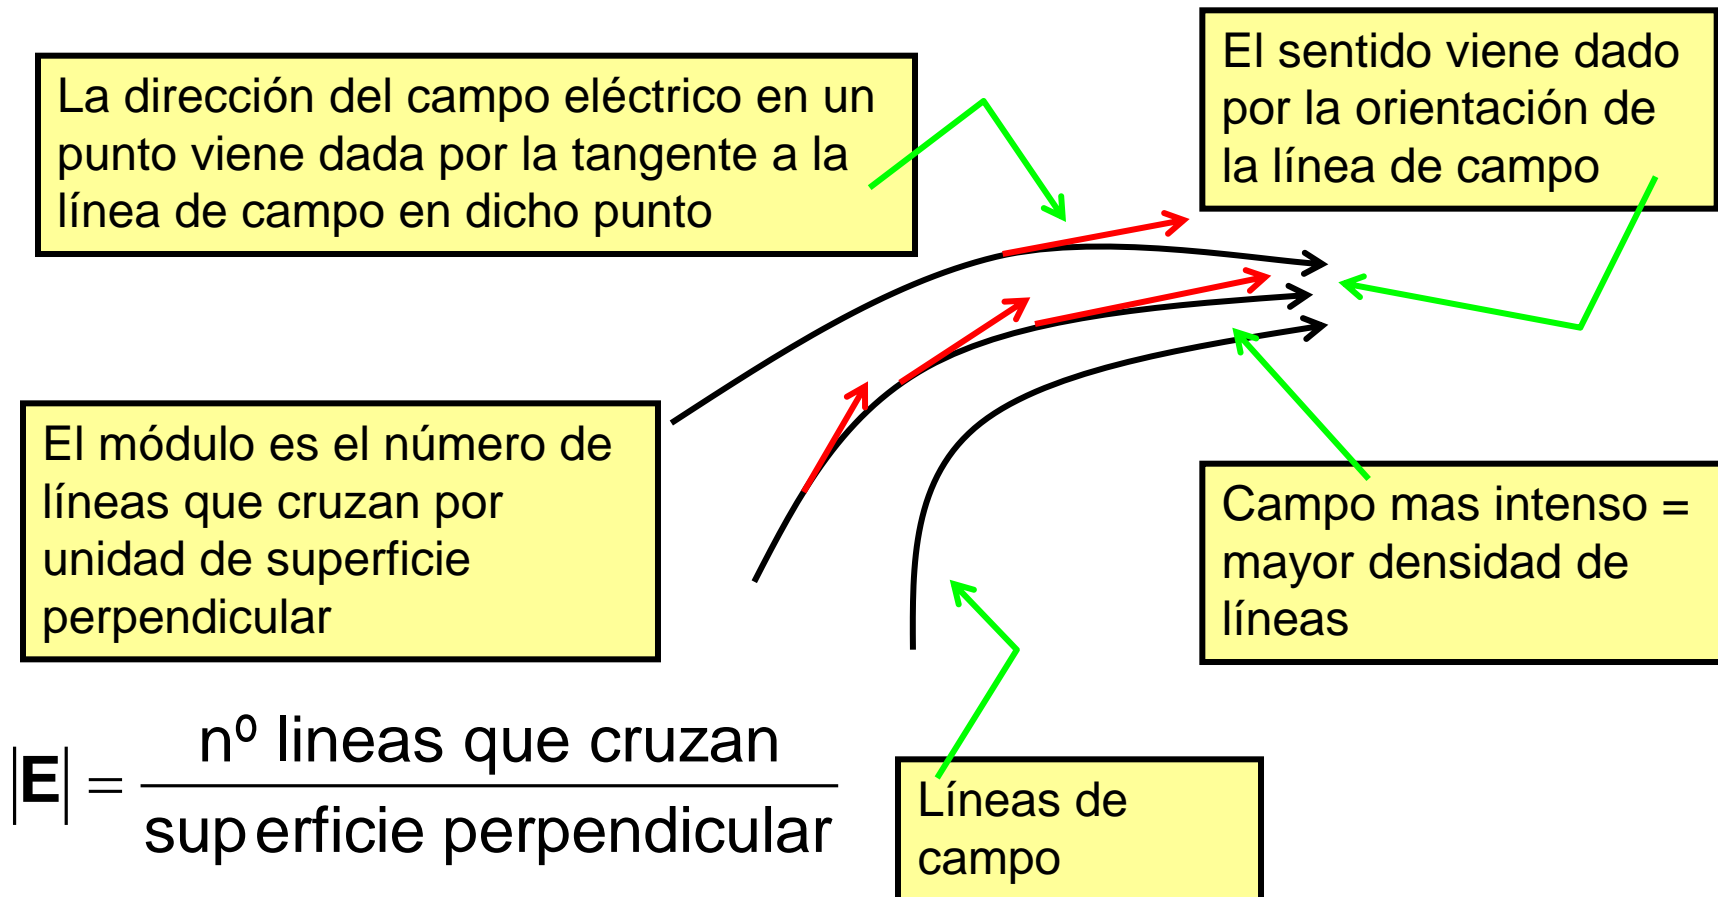 La dirección del campo eléctrico en un
punto viene dada por la tangente a la
línea de campo en dicho punto
El sentido viene dado
por la orientación de
la línea de campo
El módulo es el número de
líneas que cruzan por
unidad de superficie
perpendicular
Campo mas intenso =
mayor densidad de
líneas
|E| = nº lineas que cruzan
superficie perpendicular
Líneas de
campo